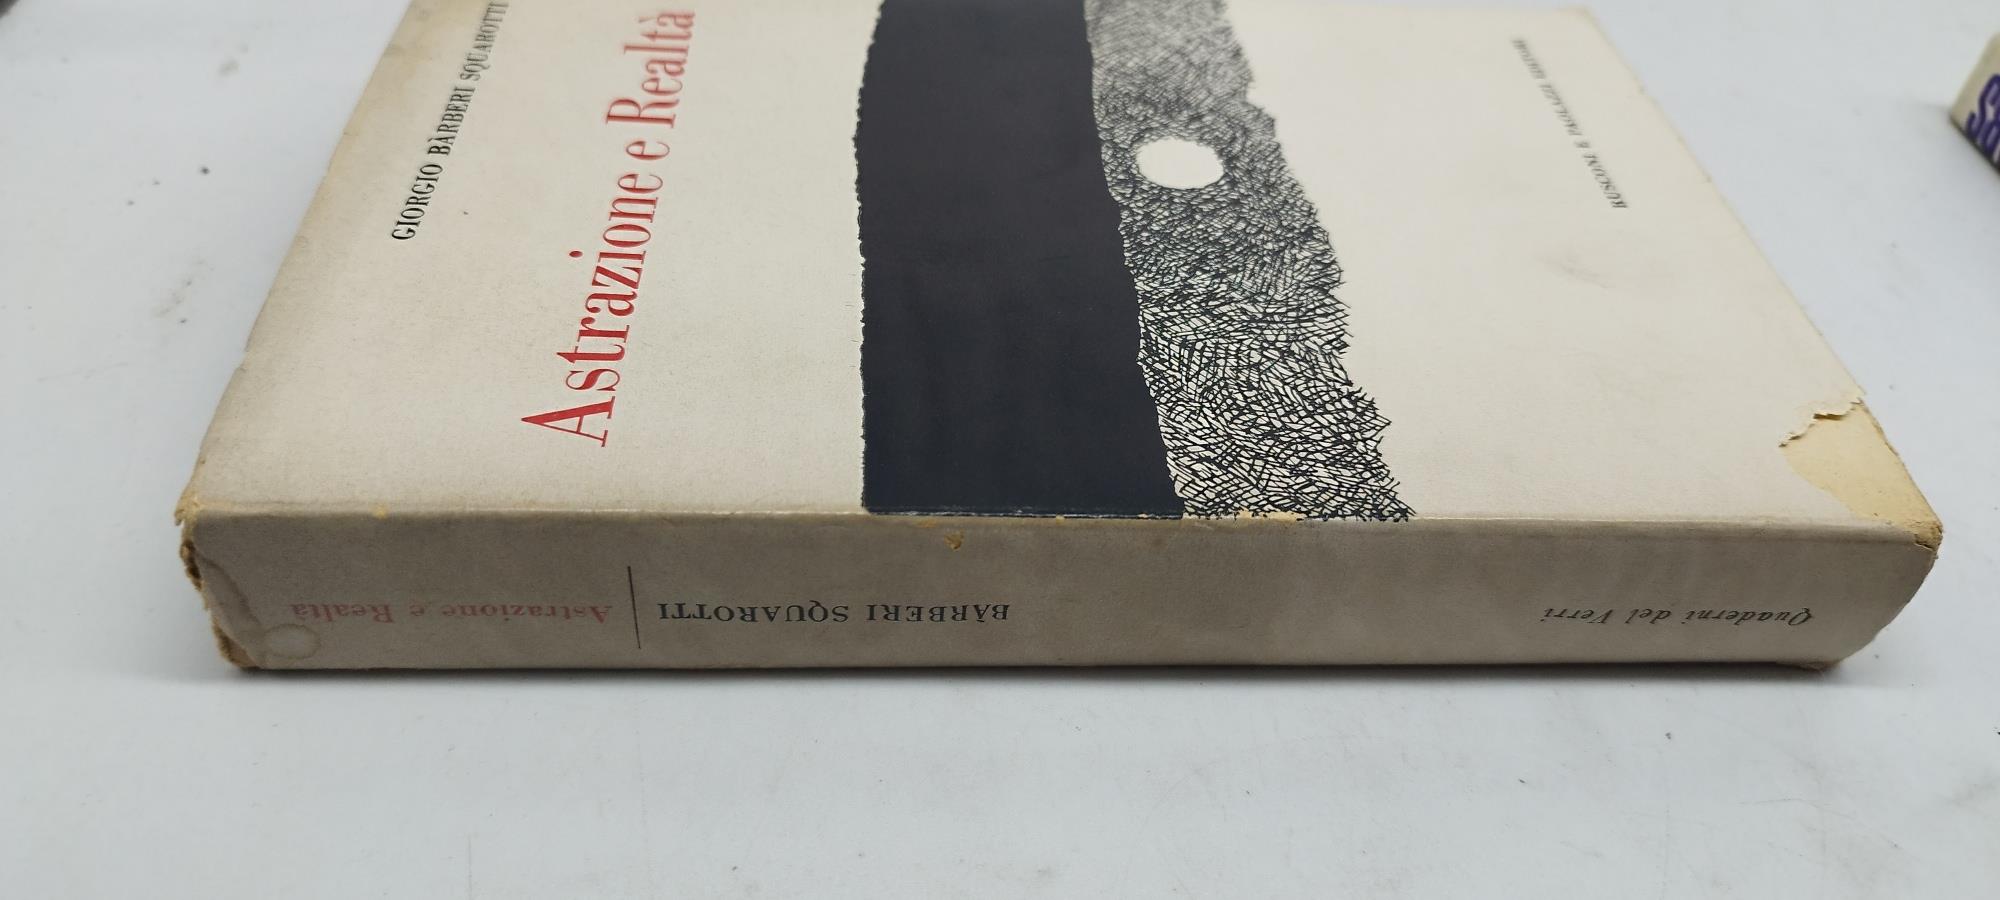 GIORGIO BÀRBERI SQUAROTTI
Astrazione e Realtà
RUSCONI & PAOLAZZI EDITORI
Astrazione e Realtà
BÀRBERI SQUAROTTI
Quaderni del Verri